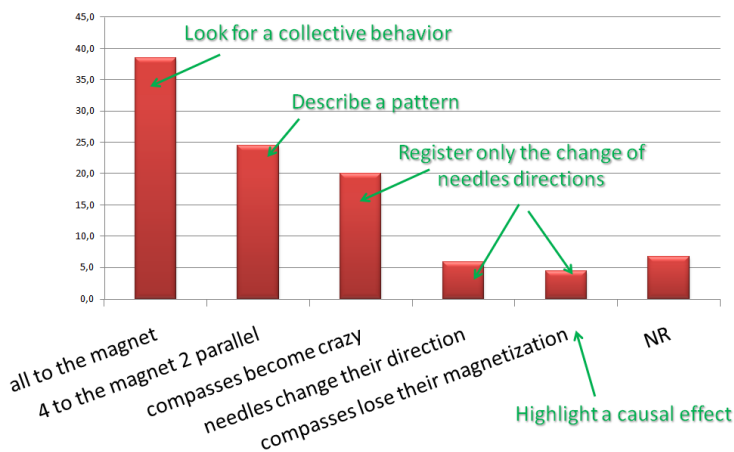 45,0
40,0
35,0
30,0
25,0
20,0
15,0
10,0
5,0
0,0
Look for a collective behavior
Describe a pattern
Register only the change of
needles directions
all to the magnet
4 to the magnet 2 parallel
compasses become crazy
needles change their direction
compasses lose their magnetization
NR
Highlight a causal effect